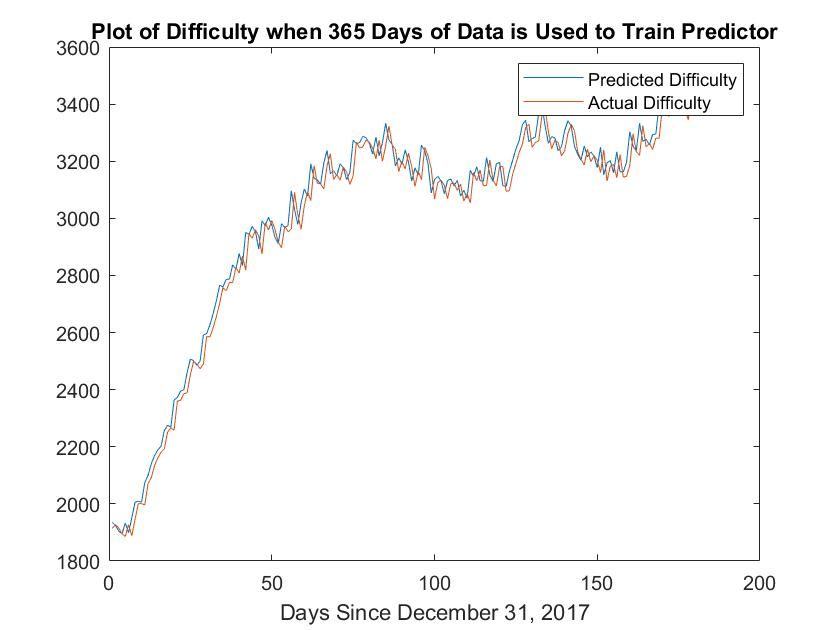 Plot of Difficulty when 365 Days of Data is Used to Train Predictor
3600
3400
3200
3000
2800
2600
2400
2200
2000
1800
Predicted Difficulty
Actual Difficulty
0 50 100 150 200
Days Since December 31, 2017